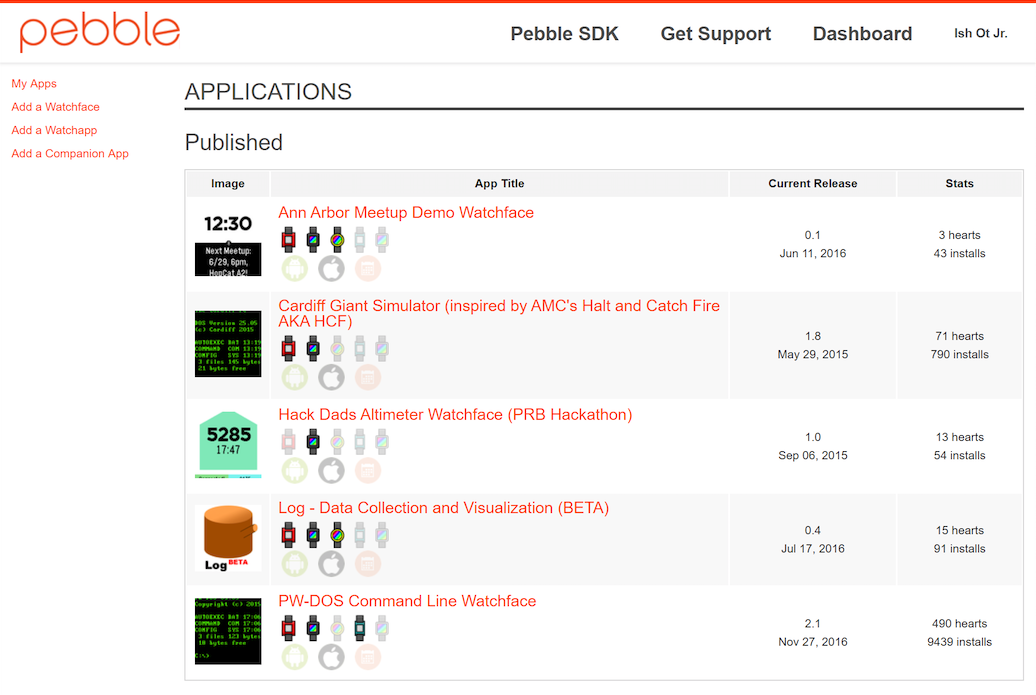 pebble
Pebble SDK
Get Support
Dashboard
Ish Ot Jr.
My Apps
Add a Watchface
Add a Watchapp
Add a Companion App
APPLICATIONS
Published
Image
App Title
Current Release
Stats
12:30
Next Meetup:
6/29, 6pm,
HopCat A2!
Ann Arbor Meetup Demo Watchface
0.1
Jun 11, 2016
3 hearts
43 installs
DOS Version 25.05
(c) Cardiff 2015
AUTOEXEC BAT 13:19
COMMAND COM 13:19
CONFIG SYS 13:19
3 files 145 bytes
21 bytes free
Cardiff Giant Simulator (inspired by AMC's Halt and Catch Fire
AKA HCF)
1.8
May 29, 2015
71 hearts
790 installs
5285
17:47
Hack Dads Altimeter Watchface (PRB Hackathon)
1.0
Sep 06, 2015
13 hearts
54 installs
Log BETA
Log - Data Collection and Visualization (BETA)
0.4
Jul 17, 2016
15 hearts
91 installs
Copyright (c) 2015
AUTOEXEC BAT 17:06
COMMAND COM 17:06
CONFIG SYS 17:06
3 files 123 bytes
18 bytes free
C:\>
PW-DOS Command Line Watchface
2.1
Nov 27, 2016
490 hearts
9439 installs